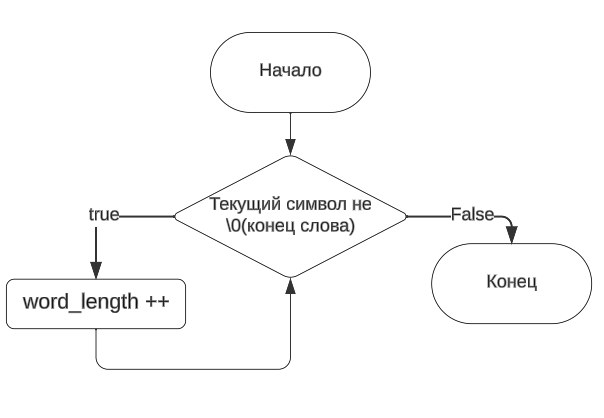 Начало
Текущий символ не
\0(конец слова)
true
False
word_length ++
Конец